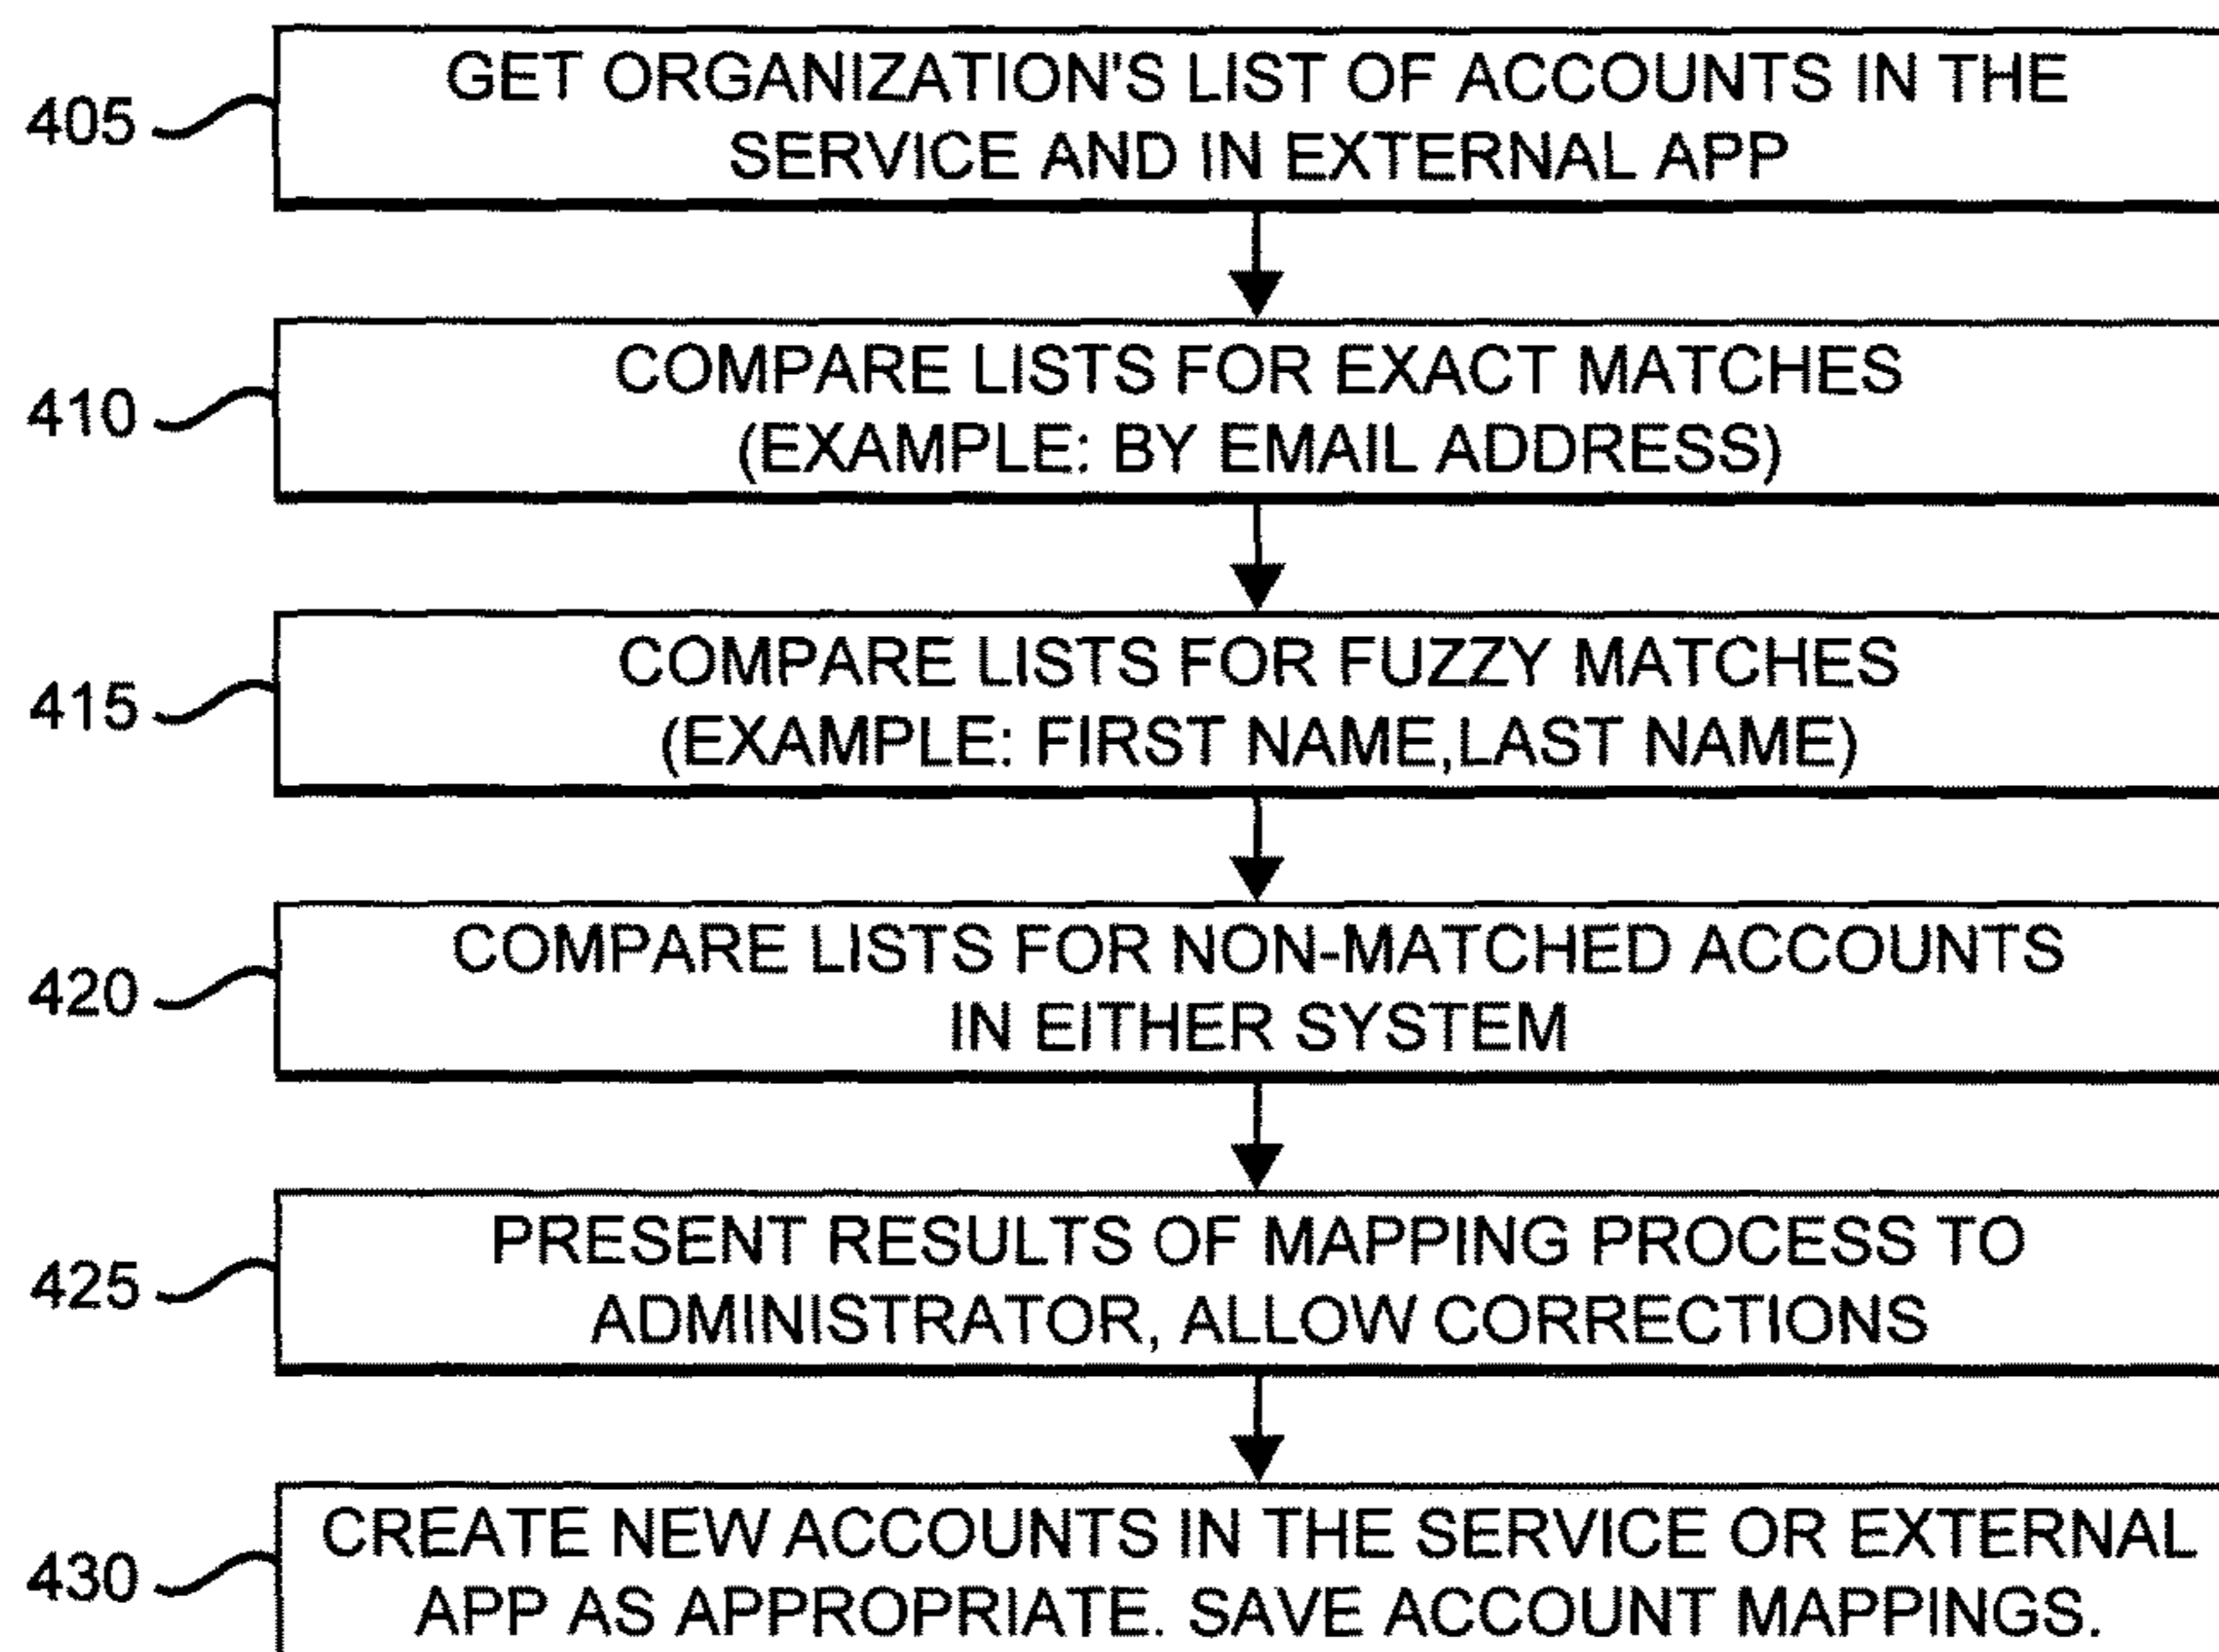 GET ORGANIZATION'S LIST OF ACCOUNTS IN THE
405
SERVICE AND IN EXTERNAL APP
COMPARE LISTS FOR EXACT MATCHES
410
(EXAMPLE: BY EMAIL ADDRESS)
COMPARE LISTS FOR FUZZY MATCHES
415
(EXAMPLE: FIRST NAME,LAST NAME)
COMPARE LISTS FOR NON-MATCHED ACCOUNTS
420
IN EITHER SYSTEM
PRESENT RESULTS OF MAPPING PROCESS TO
425
ADMINISTRATOR, ALLOW CORRECTIONS
CREATE NEW ACCOUNTS IN THE SERVICE OR EXTERNAL
430
APP AS APPROPRIATE. SAVE ACCOUNT MAPPINGS.